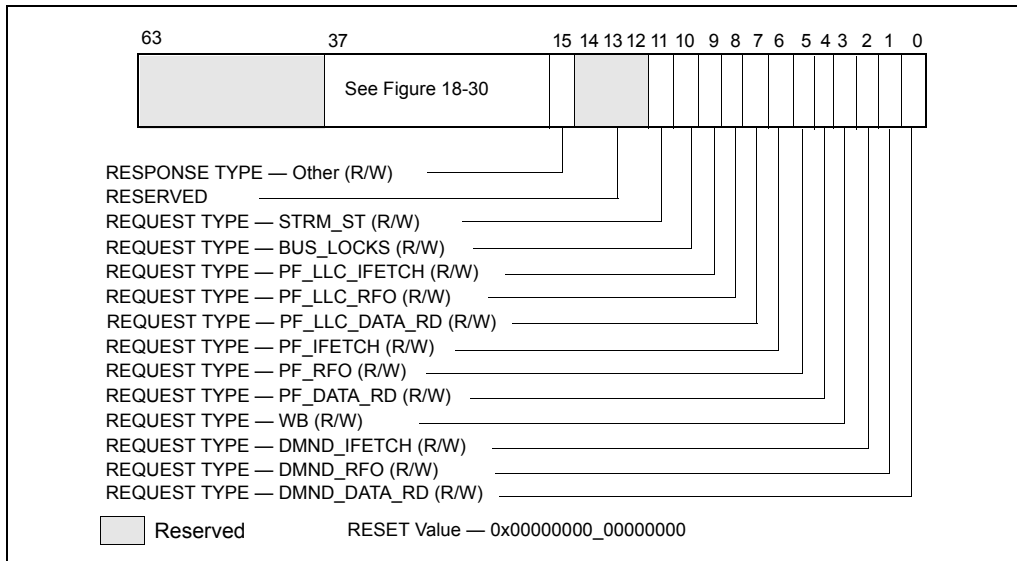 63 37 15 14 13 12 11 10 9 8 7 6 5 4 3 2 1 0
See Figure 18-30
RESPONSE TYPE — Other (R/W)
RESERVED
REQUEST TYPE — STRM_ST (R/W)
REQUEST TYPE — BUS_LOCKS (R/W)
REQUEST TYPE — PF_LLC_IFETCH (R/W)
REQUEST TYPE — PF_LLC_RFO (R/W)
REQUEST TYPE — PF_LLC_DATA_RD (R/W)
REQUEST TYPE — PF_IFETCH (R/W)
REQUEST TYPE — PF_RFO (R/W)
REQUEST TYPE — PF_DATA_RD (R/W)
REQUEST TYPE — WB (R/W)
REQUEST TYPE — DMND_IFETCH (R/W)
REQUEST TYPE — DMND_RFO (R/W)
REQUEST TYPE — DMND_DATA_RD (R/W)
Reserved RESET Value — 0x00000000_00000000